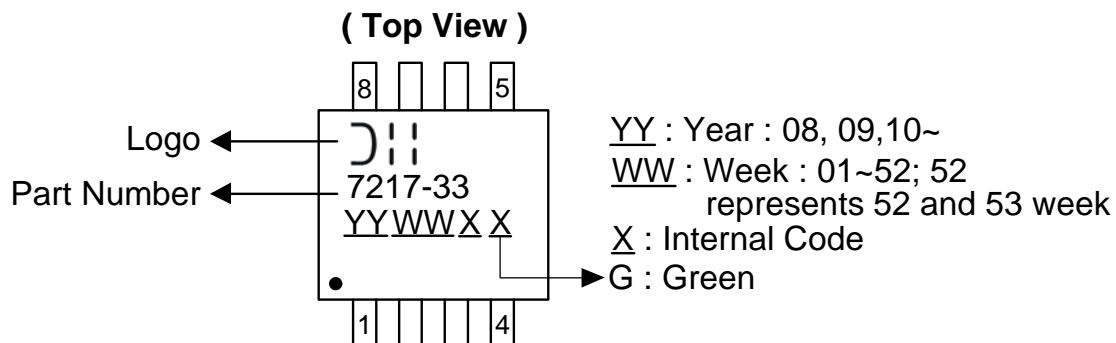 ( Top View )
8 5
Logo
7217-33
Part Number
YYWWX X
1 4
YY : Year : 08, 09,10~
WW : Week : 01~52; 52
represents 52 and 53 week
X : Internal Code
G : Green